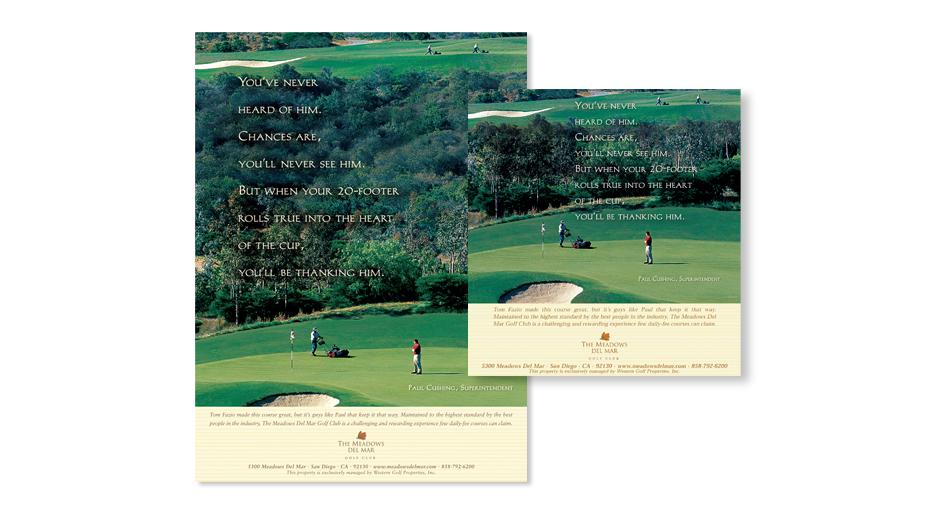 You've never
heard of him.
Chances are,
you'll never see him.
But when your 20-footer
rolls true into the heart
of the cup,
you'll be thanking him.
Paul Cushing, Superintendent
Tom Fazio made this course great, but it's guys like Paul that keep it that way. Maintained to the highest standard by the best
people in the industry, The Meadows Del Mar Golf Club is a challenging and rewarding experience few daily-fee courses can claim.
The Meadows
Del Mar
GOLF CLUB
5300 Meadows Del Mar · San Diego · CA · 92130 · www.meadowsdelmar.com · 858-792-6200
This property is exclusively managed by Western Golf Properties, Inc.
You've never
heard of him.
Chances are,
you'll never see him.
But when your 20-footer
rolls true into the heart
of the cup,
you'll be thanking him.
Paul Cushing, Superintendent
Tom Fazio made this course great, but it's guys like Paul that keep it that way.
Maintained to the highest standard by the best people in the industry, The Meadows Del
Mar Golf Club is a challenging and rewarding experience few daily-fee courses can claim.
The Meadows
Del Mar
GOLF CLUB
5300 Meadows Del Mar · San Diego · CA · 92130 · www.meadowsdelmar.com · 858-792-6200
This property is exclusively managed by Western Golf Properties, Inc.